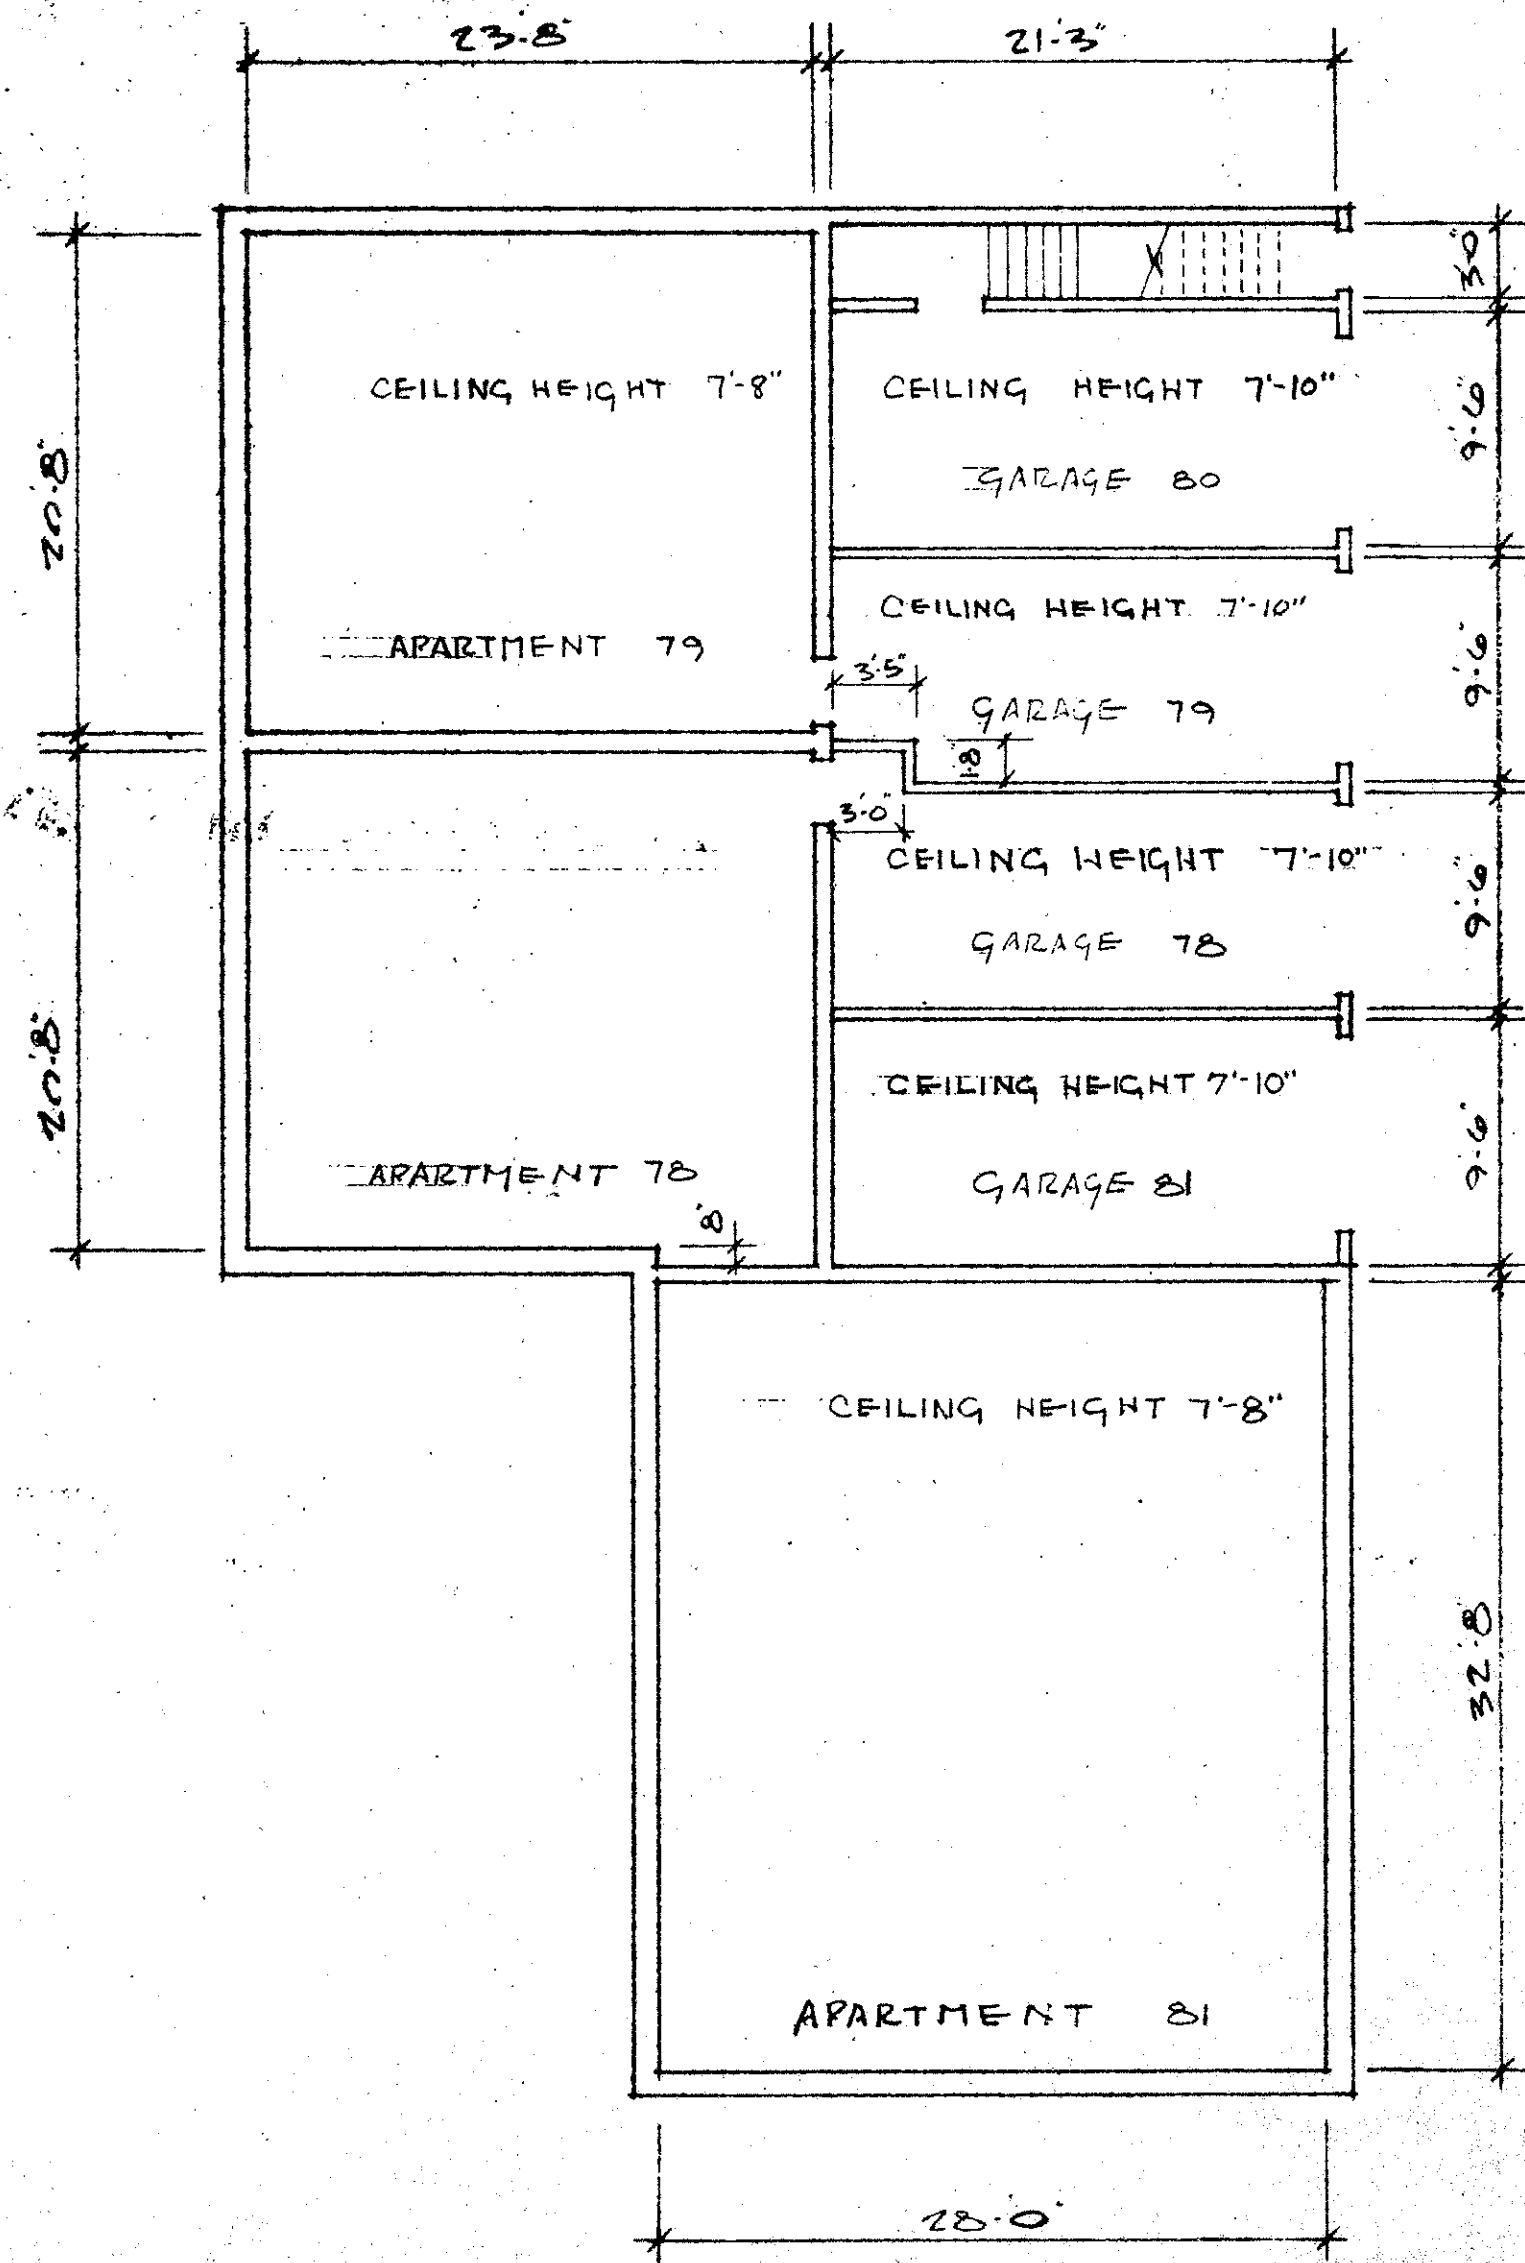 23'-8"
21'-3"
3'-0"
CEILING HEIGHT 7'-8"
CEILING HEIGHT 7'-10"
9'-6"
GARAGE 80
20'-8"
CEILING HEIGHT 7'-10"
APARTMENT 79
3'-5"
9'-6"
GARAGE 79
1'-8
3'-0"
CEILING HEIGHT 7'-10"
9'-6"
GARAGE 78
20'-8"
CEILING HEIGHT 7'-10"
9'-6"
APARTMENT 78
GARAGE 81
8"
CEILING HEIGHT 7'-8"
32'-8
APARTMENT 81
28'-0"